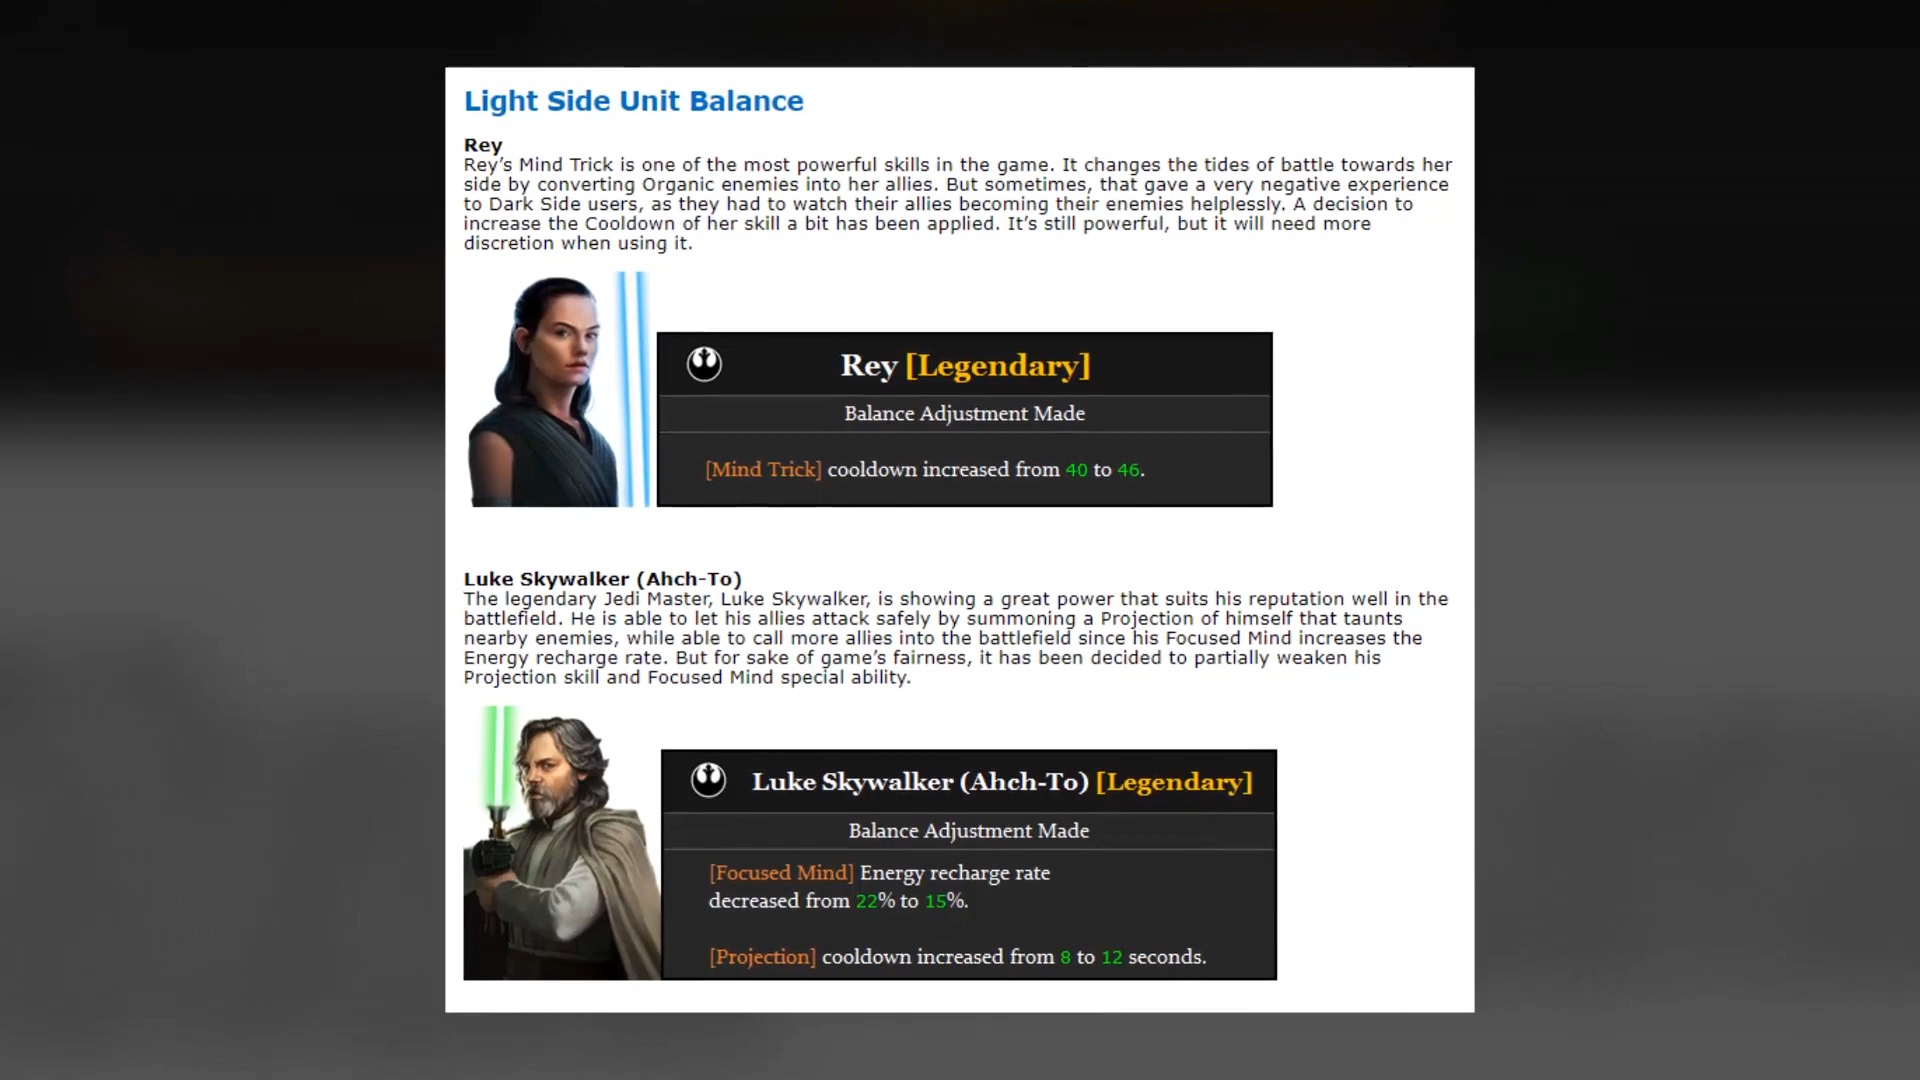 Light Side Unit Balance
Rey
Rey's Mind Trick is one of the most powerful skills in the game. It changes the tides of battle towards her
side by converting Organic enemies into her allies. But sometimes, that gave a very negative experience
to Dark Side users, as they had to watch their allies becoming their enemies helplessly. A decision to
increase the Cooldown of her skill a bit has been applied. It's still powerful, but it will need more
discretion when using it.
Rey [Legendary]
Balance Adjustment Made
[Mind Trick] cooldown increased from 40 to 46.
Luke Skywalker (Ahch-To)
The legendary Jedi Master, Luke Skywalker, is showing a great power that suits his reputation well in the
battlefield. He is able to let his allies attack safely by summoning a Projection of himself that taunts
nearby enemies, while able to call more allies into the battlefield since his Focused Mind increases the
Energy recharge rate. But for sake of game's fairness, it has been decided to partially weaken his
Projection skill and Focused Mind special ability.
Luke Skywalker (Ahch-To) [Legendary]
Balance Adjustment Made
[Focused Mind] Energy recharge rate
decreased from 22% to 15%.
[Projection] cooldown increased from 8 to 12 seconds.